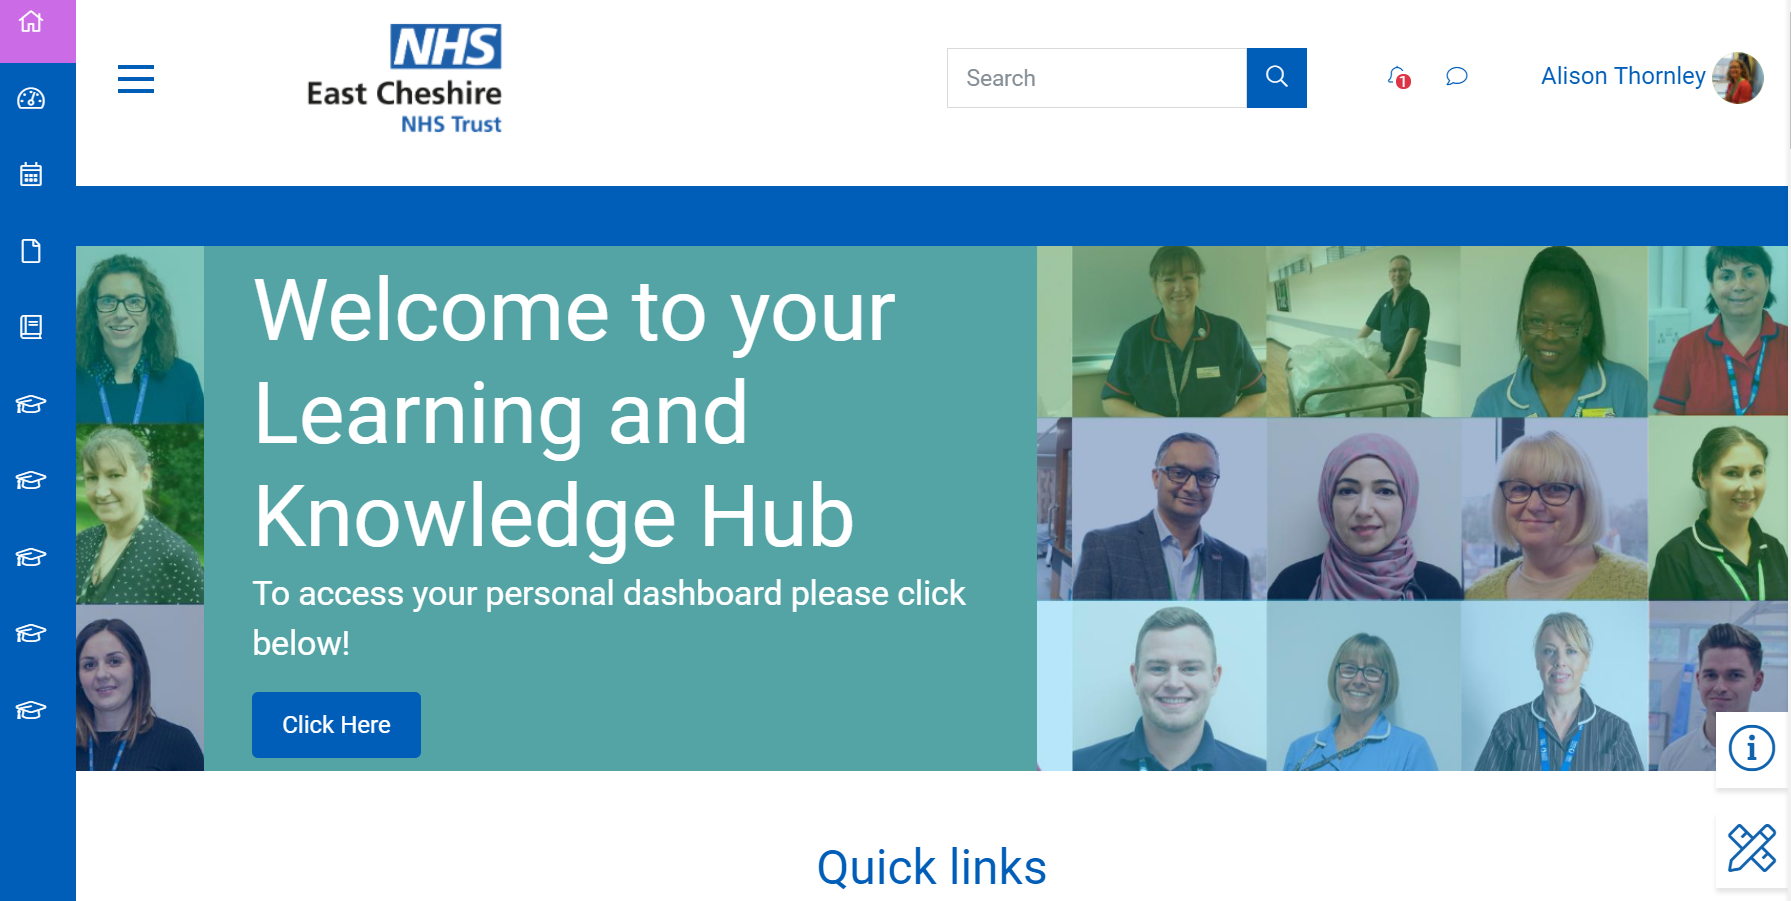 NHS
East Cheshire
NHS Trust
Search
1
Alison Thornley
Welcome to your
Learning and
Knowledge Hub
To access your personal dashboard please click
below!
Click Here
Quick links